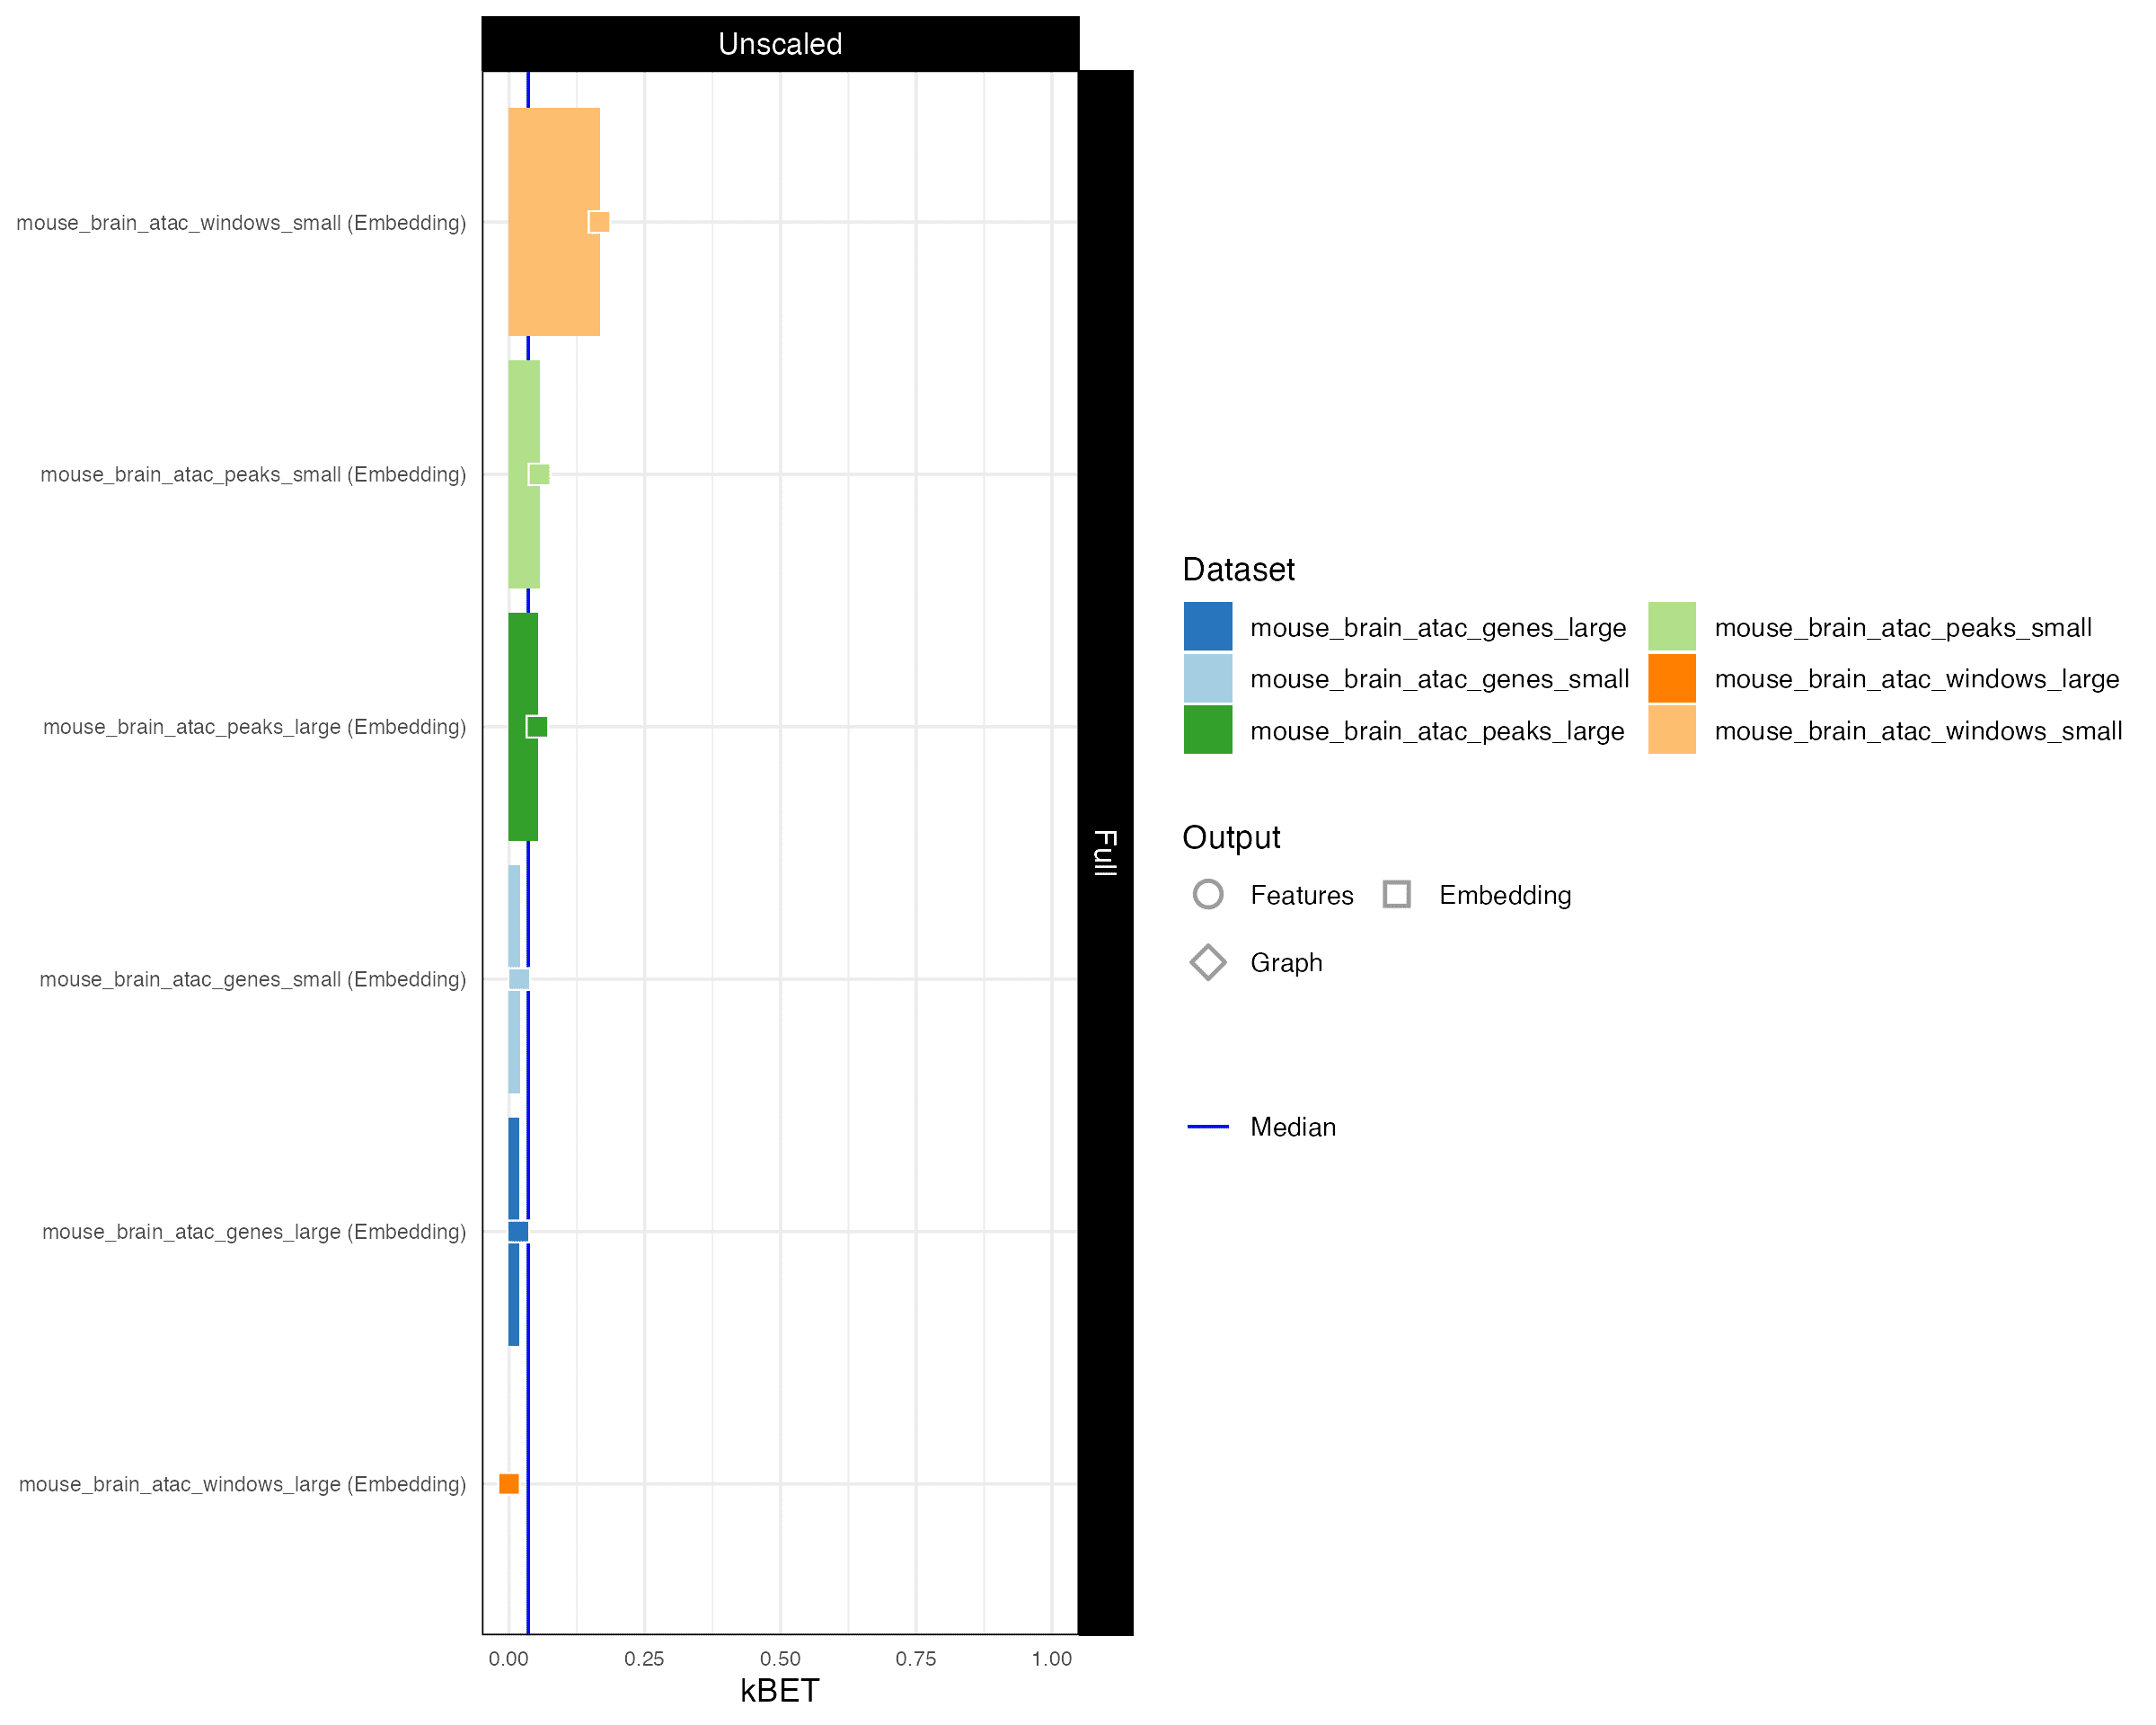 Unscaled
mouse_brain_atac_windows_small (Embedding)
mouse_brain_atac_peaks_small (Embedding)
mouse_brain_atac_peaks_large (Embedding)
mouse_brain_atac_genes_small (Embedding)
mouse_brain_atac_genes_large (Embedding)
mouse_brain_atac_windows_large (Embedding)
Full
0.00 0.25 0.50 0.75 1.00
kBET
Dataset
mouse_brain_atac_genes_large mouse_brain_atac_peaks_small
mouse_brain_atac_genes_small mouse_brain_atac_windows_large
mouse_brain_atac_peaks_large mouse_brain_atac_windows_small
Output
Features Embedding
Graph
Median